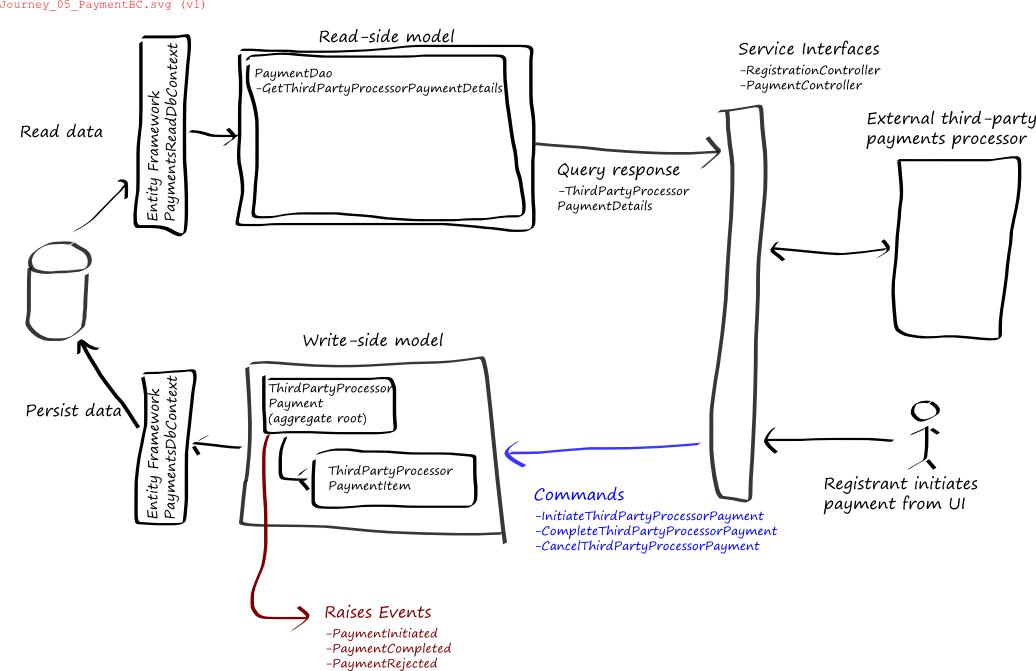 Journey_05_PaymentBC.svg (v1)
Read-side model
PaymentDao
-GetThirdPartyProcessorPaymentDetails
Entity Framework
PaymentsReadDbContext
Read data
Service Interfaces
-RegistrationController
-PaymentController
External third-party
payments processor
Query response
-ThirdPartyProcessor
PaymentDetails
Write-side model
ThirdPartyProcessor
Payment
(aggregate root)
ThirdPartyProcessor
PaymentItem
Entity Framework
PaymentsDbContext
Persist data
Registrant initiates
payment from UI
Commands
-InitiateThirdPartyProcessorPayment
-CompleteThirdPartyProcessorPayment
-CancelThirdPartyProcessorPayment
Raises Events
-PaymentInitiated
-PaymentCompleted
-PaymentRejected